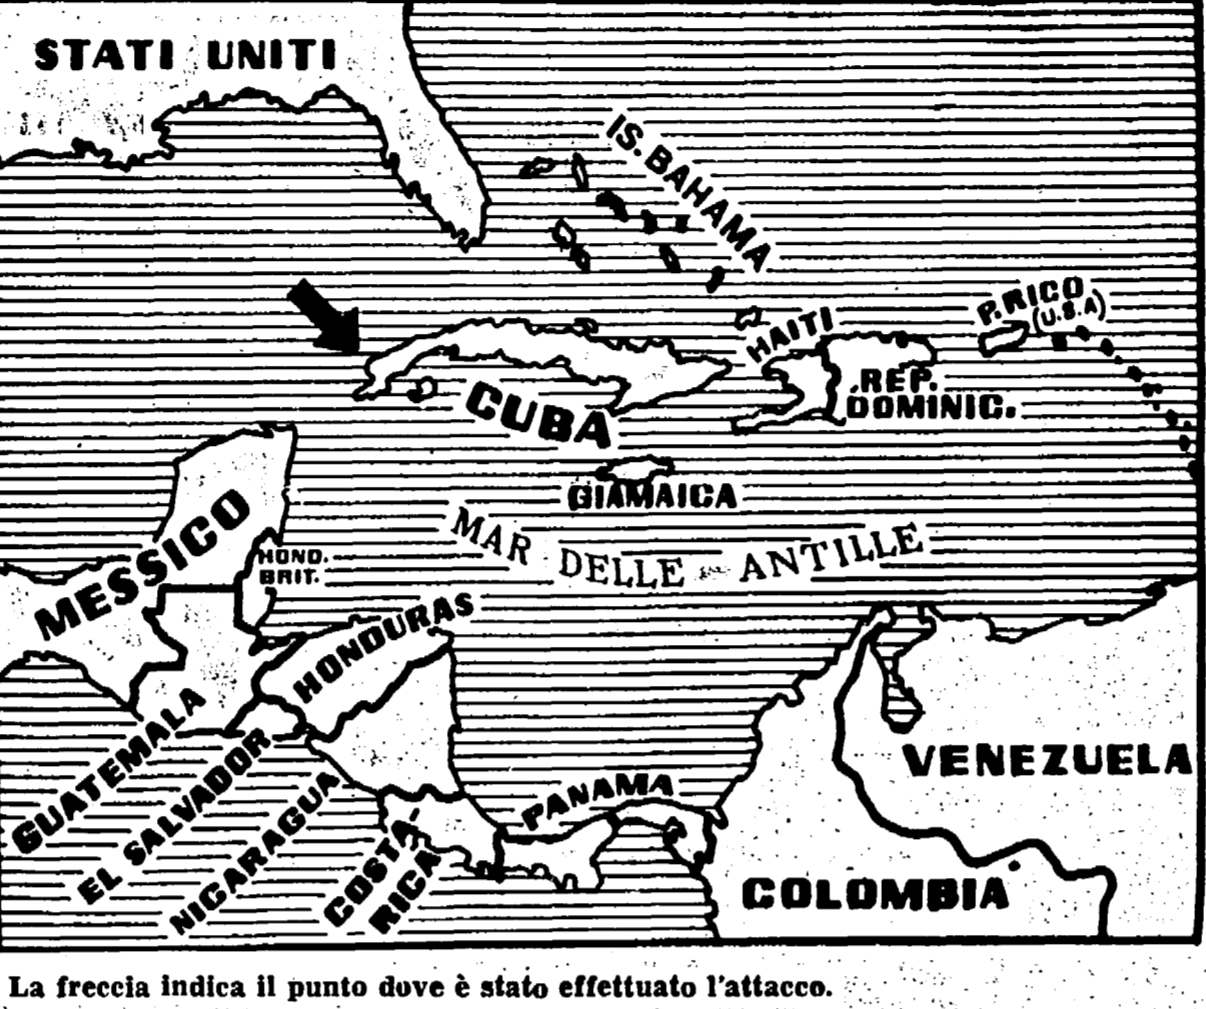 STATI UNITI
IS. BAHAMA
P. RICO
(U.S.A)
HAITI
REP.
DOMINIC.
CUBA
GIAMAICA
MAR DELLE ANTILLE
MESSICO
HOND.
BRIT.
HONDURAS
GUATEMALA
EL SALVADOR
NICARAGUA
COSTA-
RICA
PANAMA
VENEZUELA
COLOMBIA
La freccia indica il punto dove è stato effettuato l'attacco.